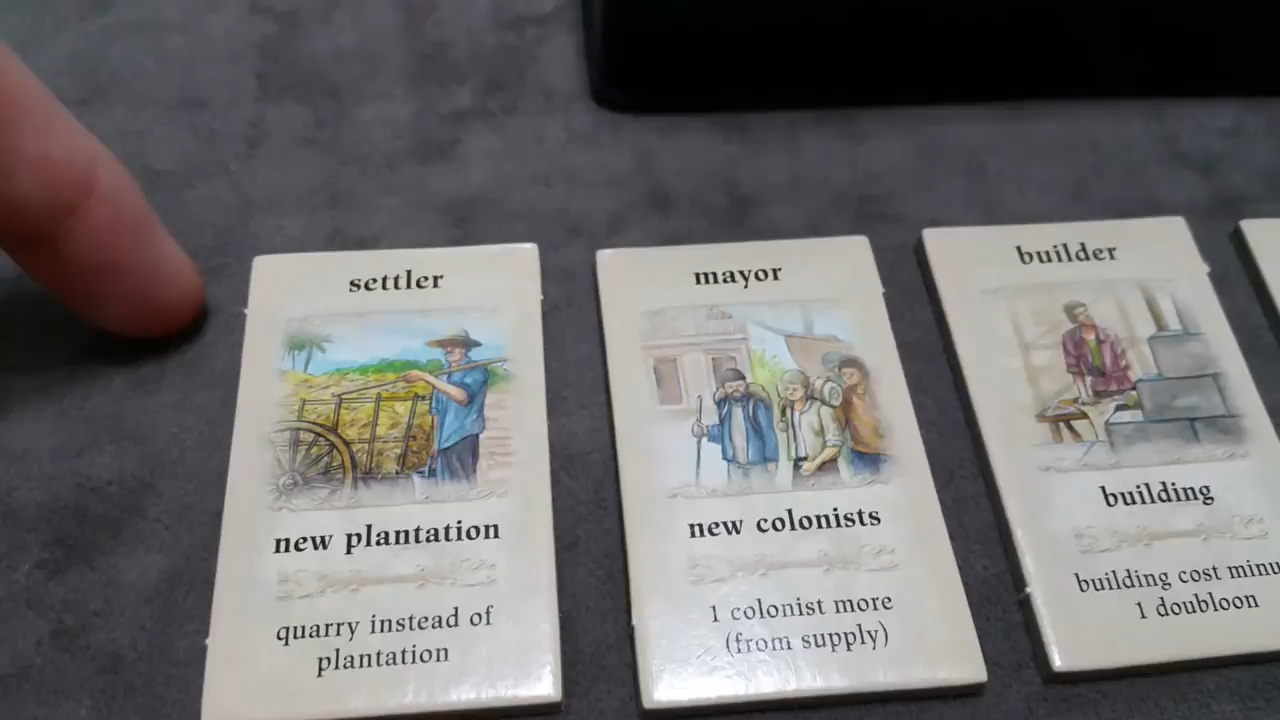 settler
new plantation
quarry instead of
plantation
mayor
new colonists
1 colonist more
(from supply)
builder
building
building cost minu
1 doubloon